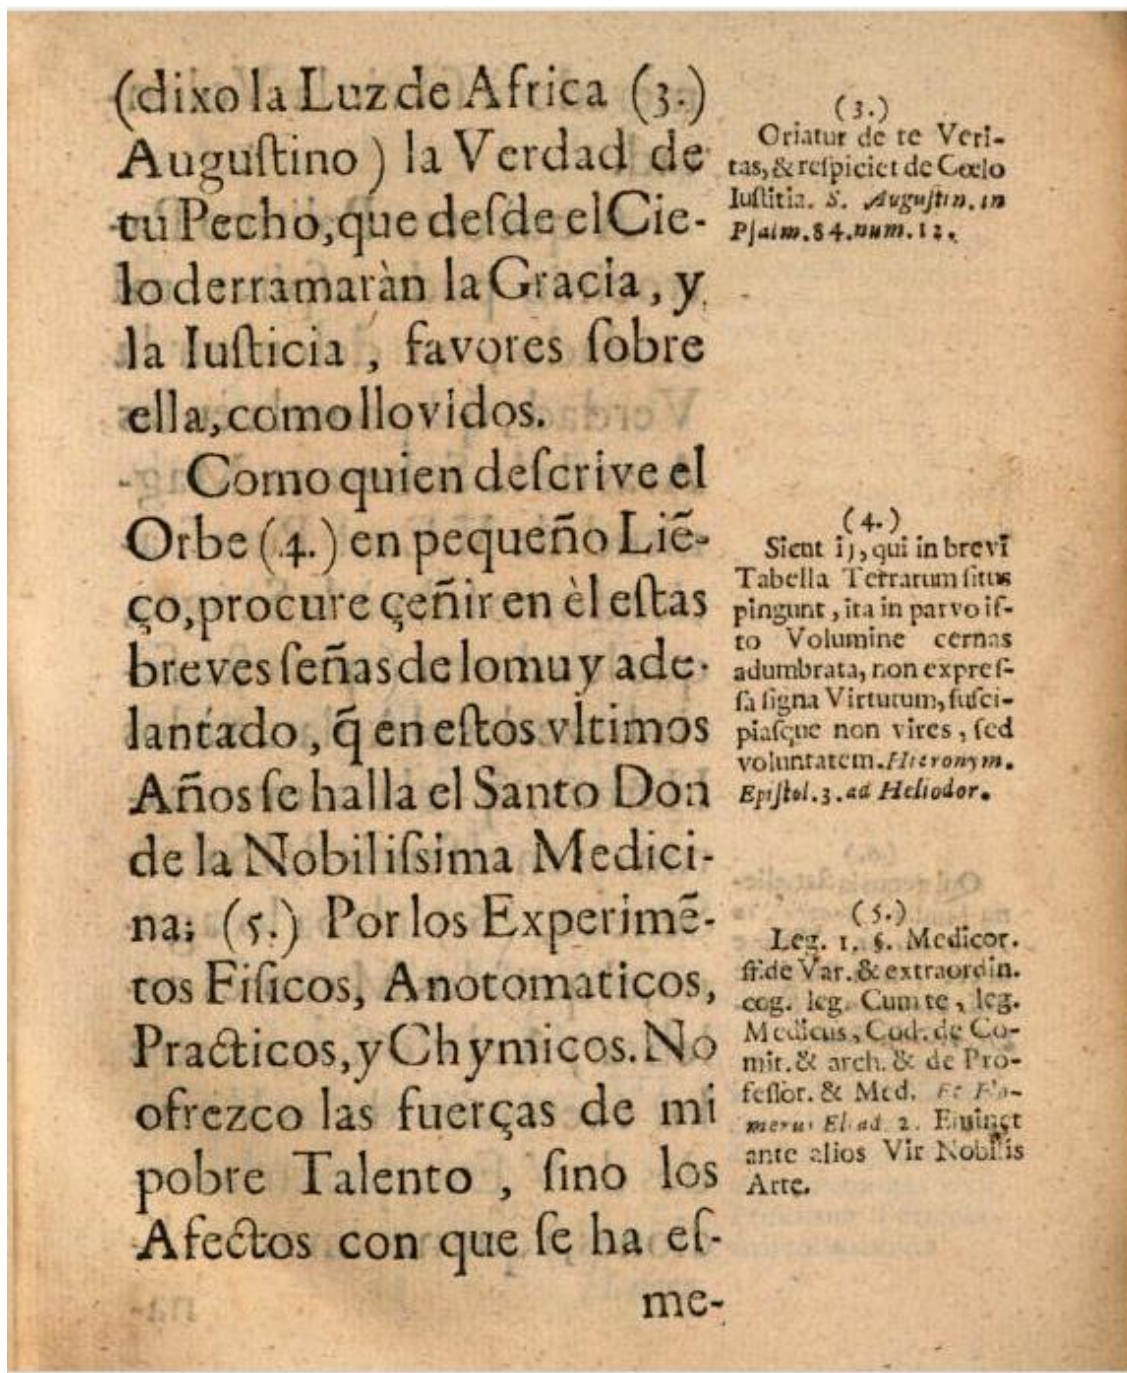 (dixo la Luz de Africa (3.)
Auguſtino) la Verdad de
tu Pecho, que deſde el Cie-
lo derramaràn la Gracia, y
la Iuſticia, favores ſobre
ella, como llovidos.
Como quien deſcrive el
Orbe (4.) en pequeño Liẽ-
ço, procure çeñir en èl eſtas
breves ſeñas de lo muy ade-
lantado, q̃ en eſtos vltimos
Años ſe halla el Santo Don
de la Nobiliſsima Medici-
na; (5.) Por los Experimẽ-
tos Fiſicos, Anotomaticos,
Practicos, y Chymicos. No
ofrezco las fuerças de mi
pobre Talento, ſino los
Afectos con que ſe ha eſ-
me-
(3.)
Oriatur de te Veri-
tas, & reſpiciet de Cœlo
Iuſtitia. S. Auguſtin. in
Pſalm. 84. num. 12.
(4.)
Sicut ij, qui in brevi
Tabella Terrarum ſitus
pingunt, ita in parvo iſ-
to Volumine cernas
adumbrata, non expreſ-
ſa ſigna Virtutum, ſuſci-
piaſque non vires, ſed
voluntatem. Hieronym.
Epiſtol. 3. ad Heliodor.
(5.)
Leg. 1. §. Medicor.
ff. de Var. & extraordin.
cog. leg. Cum te, leg.
Medicus, Cod. de Co-
mit. & arch. & de Pro-
feſſor. & Med. Et
2. Eminet
ante alios Vir Nobilis
Arte.